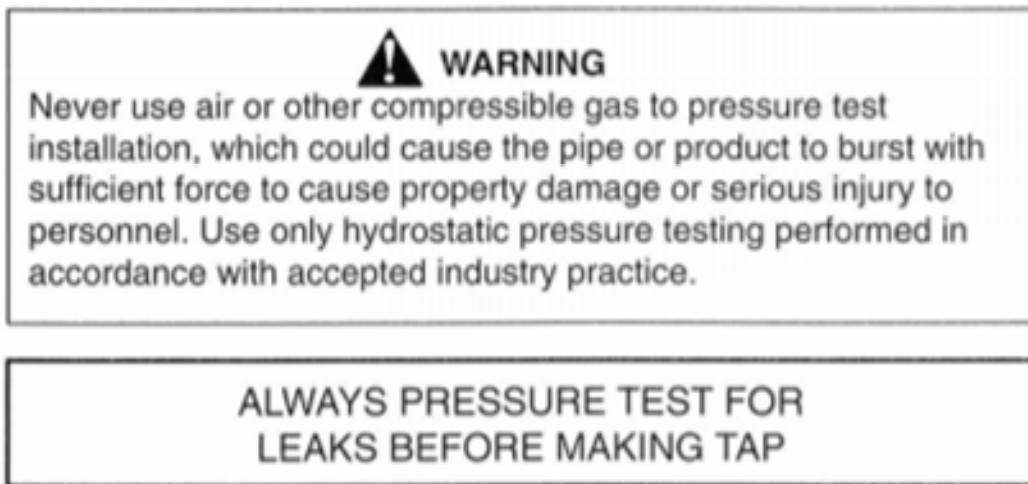 WARNING
Never use air or other compressible gas to pressure test
installation, which could cause the pipe or product to burst with
sufficient force to cause property damage or serious injury to
personnel. Use only hydrostatic pressure testing performed in
accordance with accepted industry practice.
ALWAYS PRESSURE TEST FOR
LEAKS BEFORE MAKING TAP